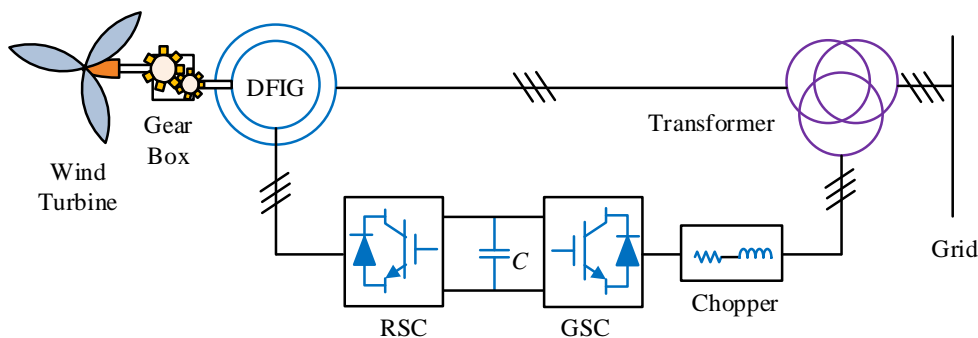 DFIG
Gear
Box
Wind
Turbine
Transformer
Grid
C
RSC
GSC
Chopper